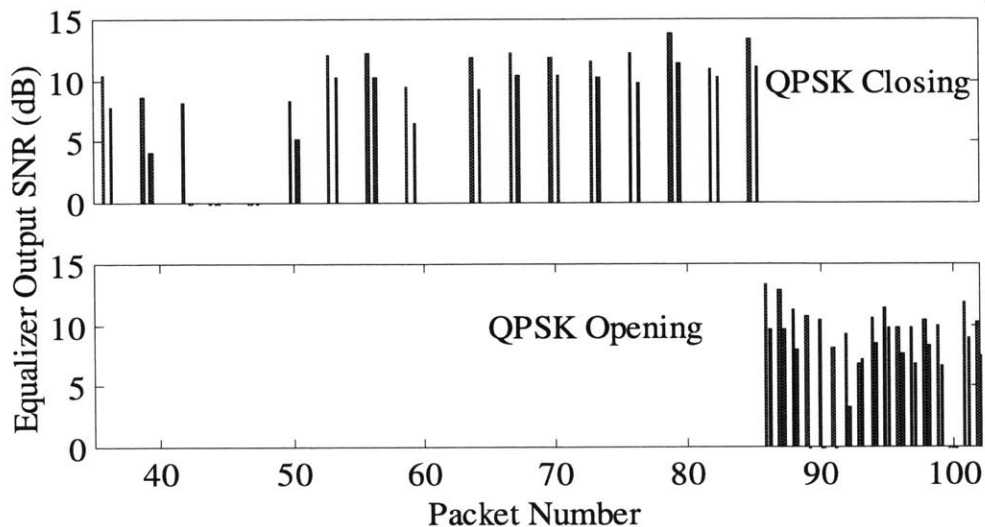 Equalizer Output SNR (dB)
15
10
5
0
QPSK Closing
15
10
5
0
QPSK Opening
40 50 60 70 80 90 100
Packet Number